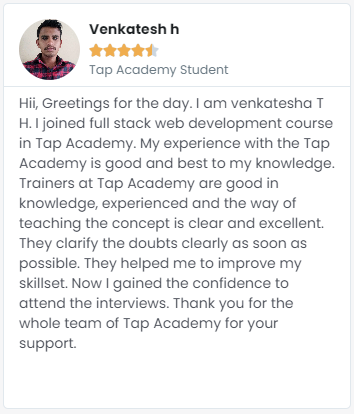 Venkatesh h
Tap Academy Student
Hii, Greetings for the day. I am venkatesha T
H. I joined full stack web development course
in Tap Academy. My experience with the Tap
Academy is good and best to my knowledge.
Trainers at Tap Academy are good in
knowledge, experienced and the way of
teaching the concept is clear and excellent.
They clarify the doubts clearly as soon as
possible. They helped me to improve my
skillset. Now I gained the confidence to
attend the interviews. Thank you for the
whole team of Tap Academy for your
support.